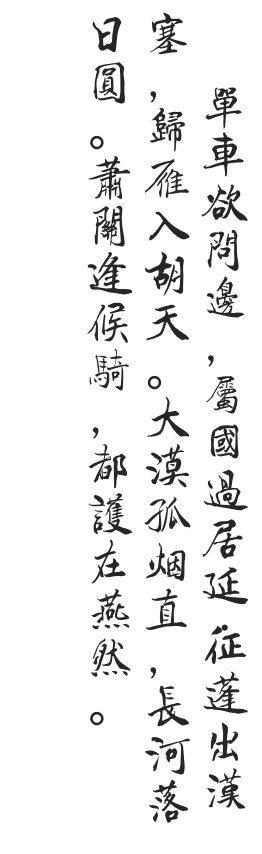 單車欲問邊，屬國過居延。征蓬出漢
塞，歸雁入胡天。大漠孤烟直，長河落
日圓。蕭關逢候騎，都護在燕然。